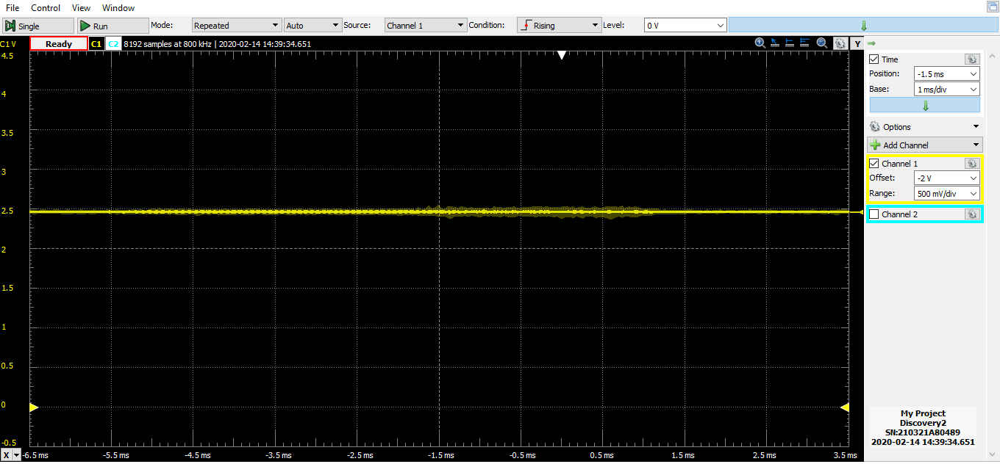 File Control View Window
Single Run Mode: Repeated Auto Source: Channel 1 Condition: Rising Level: 0 V
C1 V Ready C1 C2 8192 samples at 800 kHz | 2020-02-14 14:39:34.651 Y
4.5
4
3.5
3
2.5
2
1.5
1
0.5
0
-0.5
X -6.5 ms -5.5 ms -4.5 ms -3.5 ms -2.5 ms -1.5 ms -0.5 ms 0.5 ms 1.5 ms 2.5 ms 3.5 ms
Time
Position: -1.5 ms
Base: 1 ms/div
Options
Add Channel
Channel 1
Offset: -2 V
Range: 500 mV/div
Channel 2
My Project
Discovery2
SN:210321A80489
2020-02-14 14:39:34.651